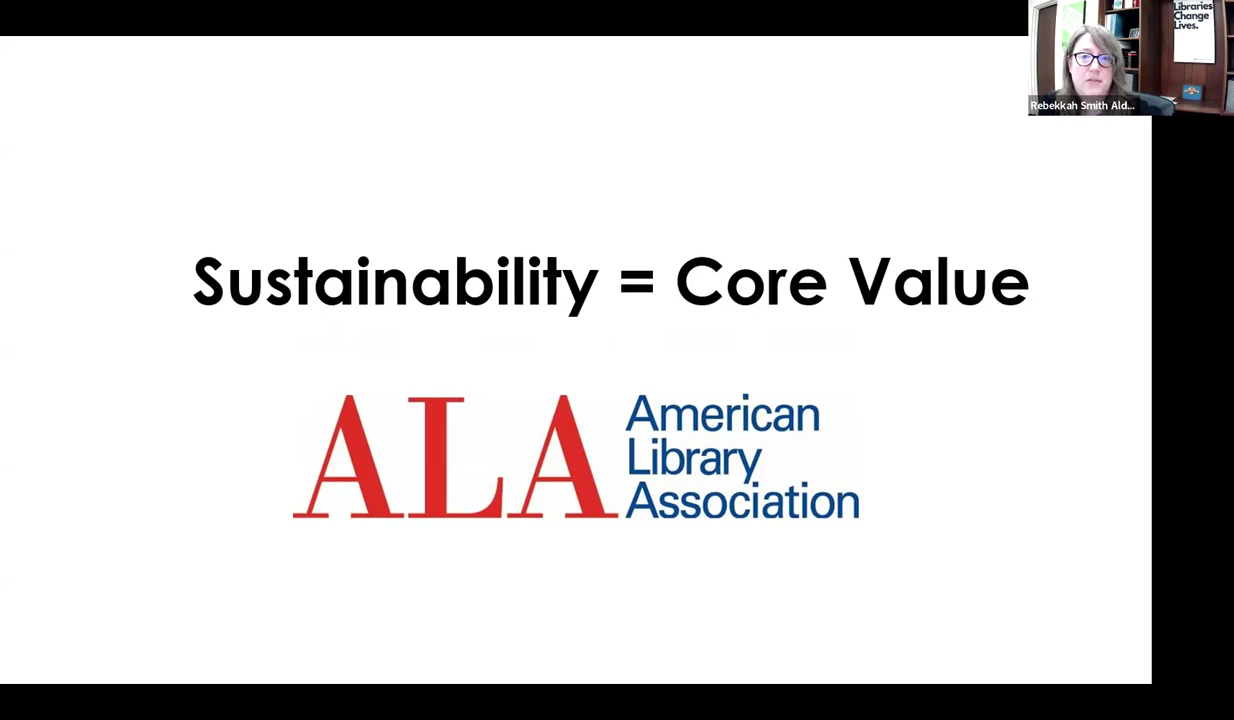 Libraries
Change
Lives.
Rebekkah Smith Ald...
Sustainability = Core Value
ALA
American
Library
Association